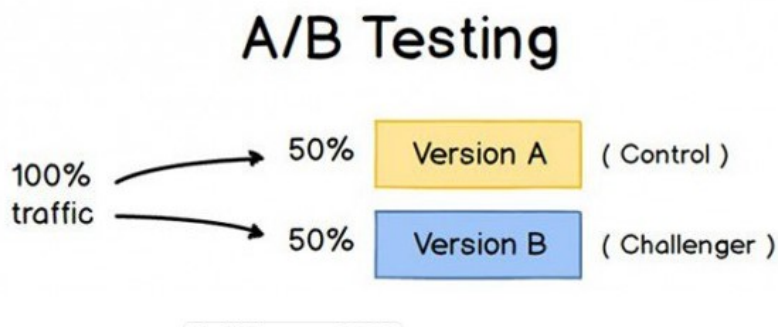 A/B Testing
100%
traffic
50% Version A ( Control )
50% Version B ( Challenger )